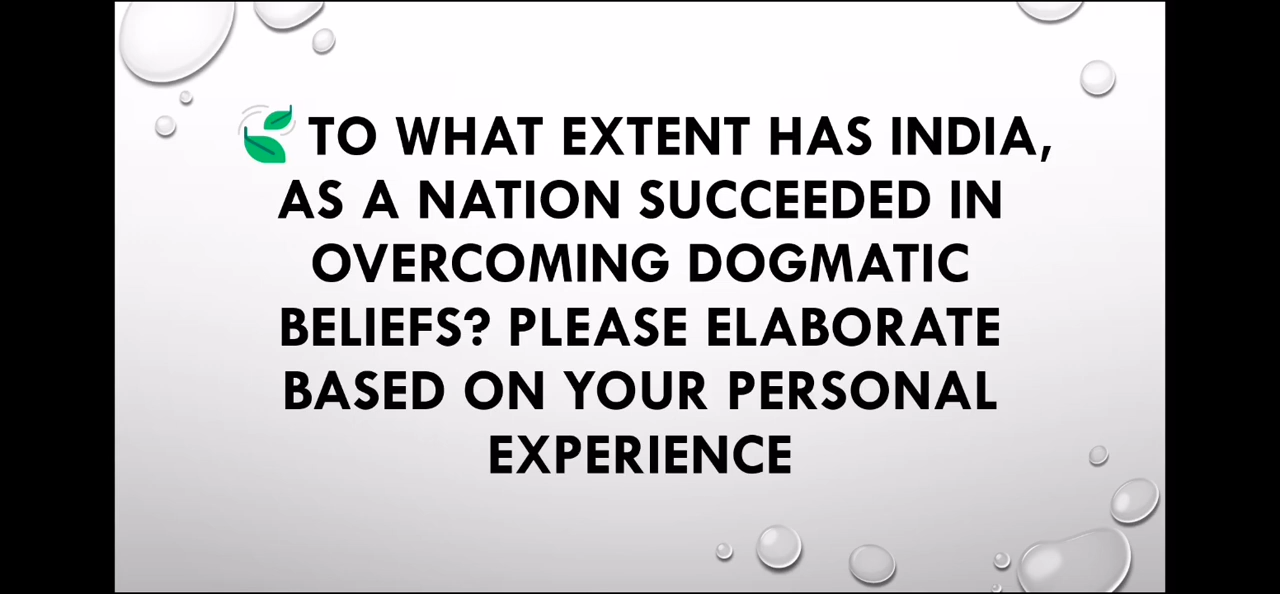 TO WHAT EXTENT HAS INDIA,
AS A NATION SUCCEEDED IN
OVERCOMING DOGMATIC
BELIEFS? PLEASE ELABORATE
BASED ON YOUR PERSONAL
EXPERIENCE